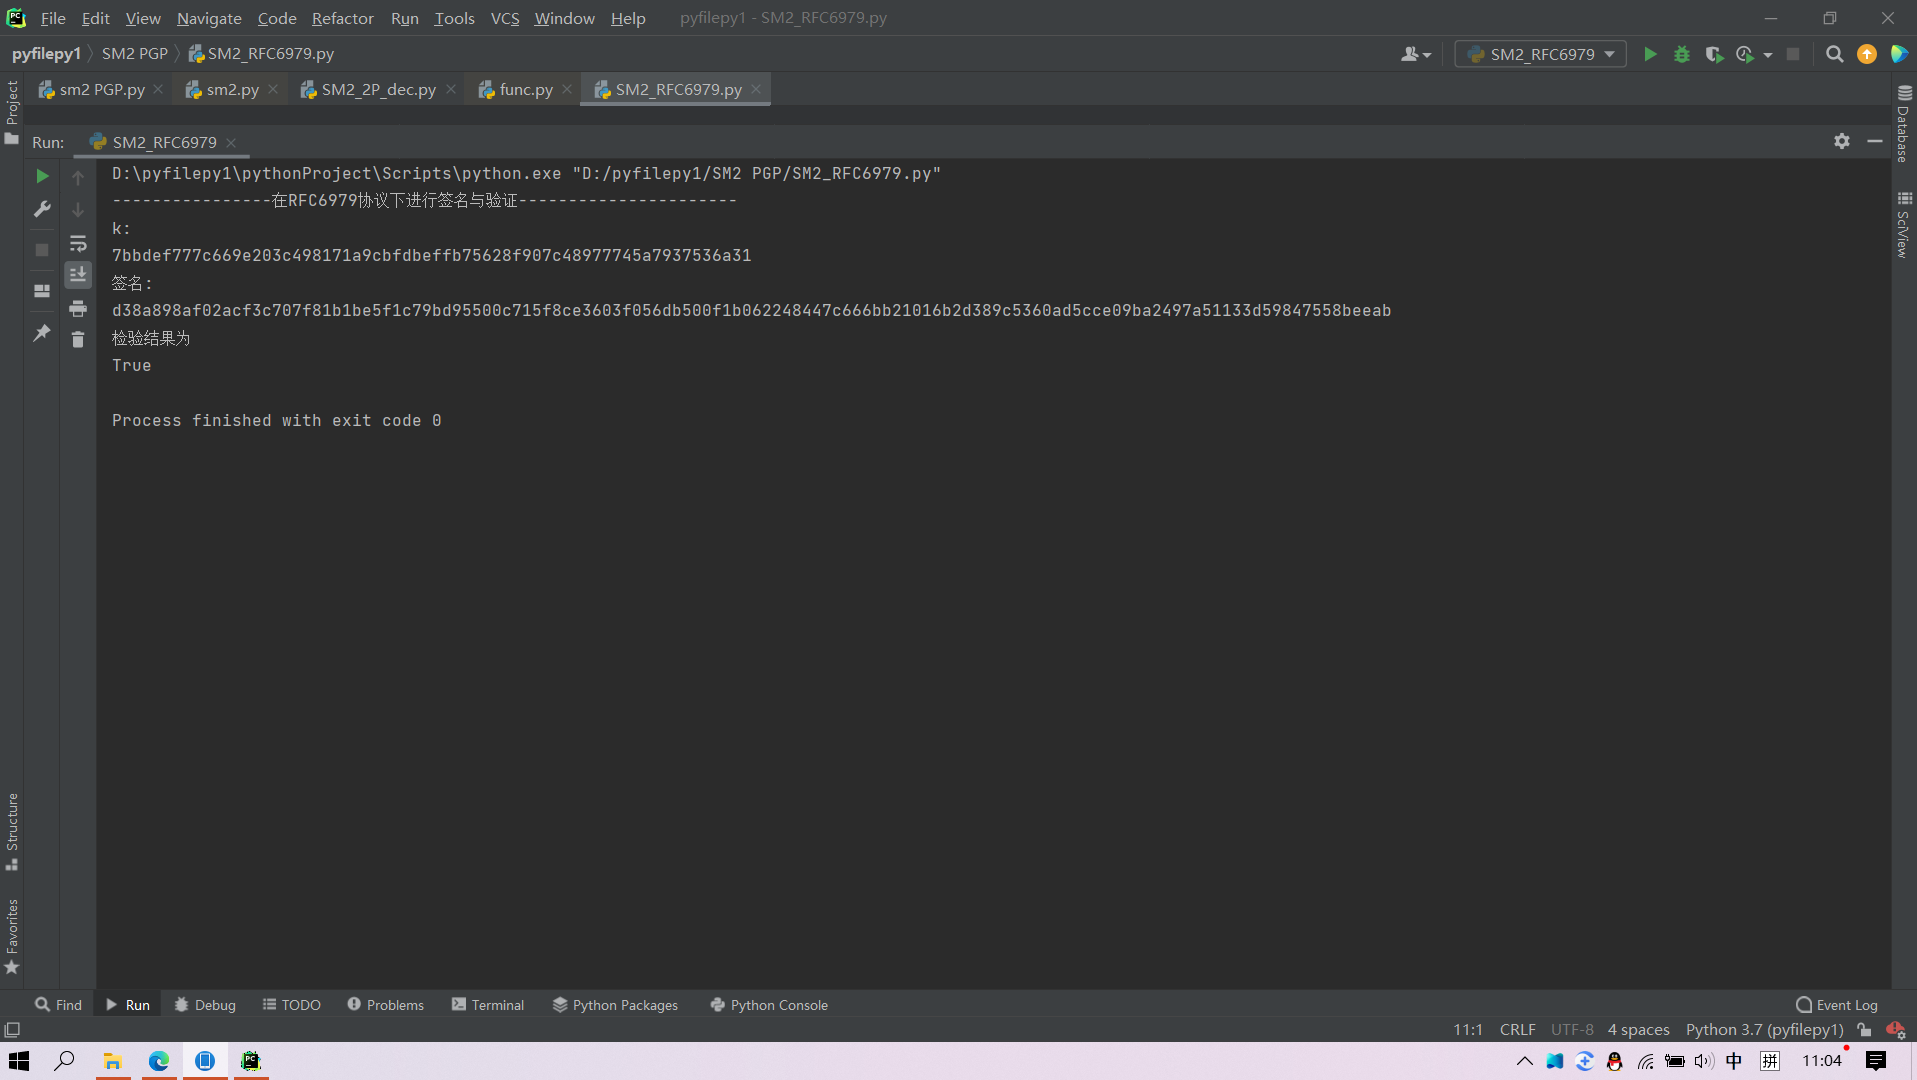 File Edit View Navigate Code Refactor Run Tools VCS Window Help pyfilepy1 - SM2_RFC6979.py
pyfilepy1 SM2 PGP SM2_RFC6979.py SM2_RFC6979
sm2 PGP.py sm2.py SM2_2P_dec.py func.py SM2_RFC6979.py
Project
Database
SciView
Run: SM2_RFC6979
D:\pyfilepy1\pythonProject\Scripts\python.exe "D:/pyfilepy1/SM2 PGP/SM2_RFC6979.py"
----------------在RFC6979协议下进行签名与验证----------------------
k:
7bbdef777c669e203c498171a9cbfdbeffb75628f907c48977745a7937536a31
签名:
d38a898af02acf3c707f81b1be5f1c79bd95500c715f8ce3603f056db500f1b062248447c666bb21016b2d389c5360ad5cce09ba2497a51133d59847558beeab
检验结果为
True
Process finished with exit code 0
Structure
Favorites
Find Run Debug TODO Problems Terminal Python Packages Python Console Event Log
11:1 CRLF UTF-8 4 spaces Python 3.7 (pyfilepy1)
中 拼 11:04